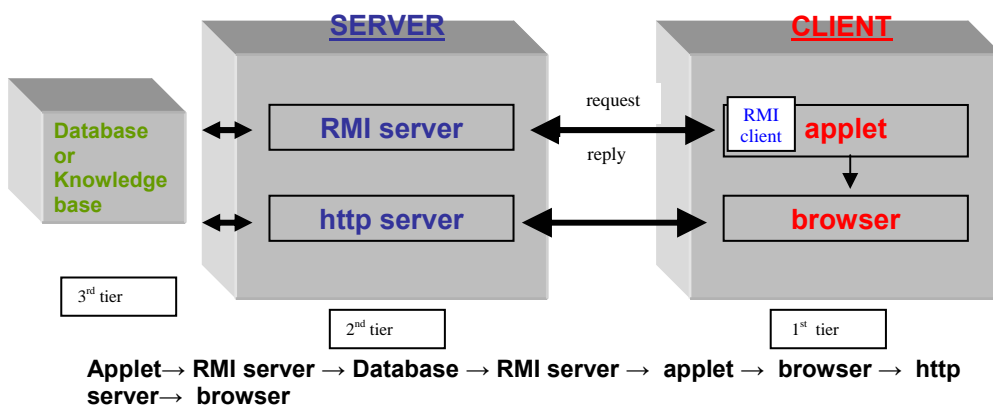 SERVER
CLIENT
Database
or
Knowledge
base
RMI server
http server
request
reply
RMI
client
applet
browser
3rd tier
2nd tier
1st tier
Applet→ RMI server → Database → RMI server → applet → browser → http
server→ browser